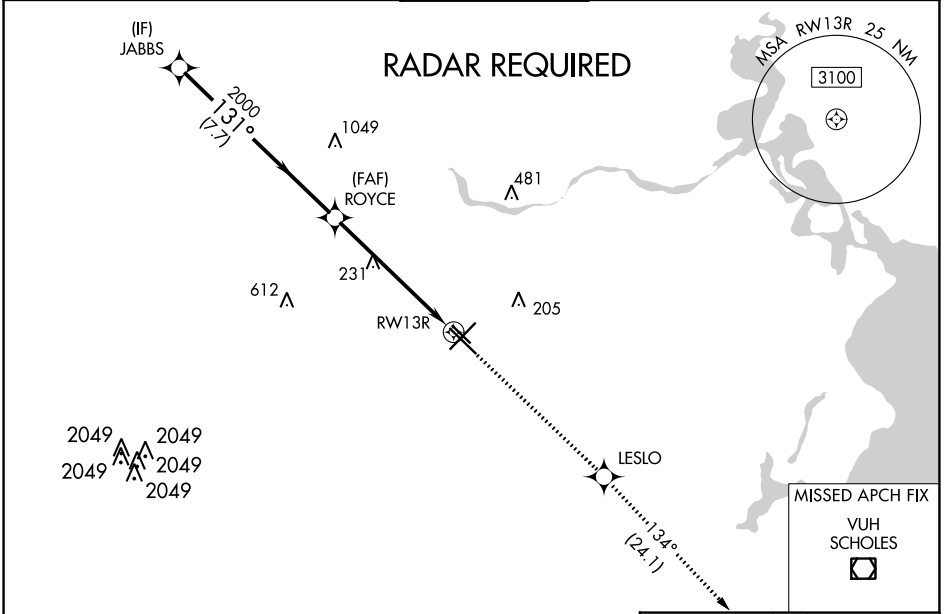 (IF)
JABBS
RADAR REQUIRED
MSA RW13R 25 NM
3100
2000
131°
(7.7)
1049
(FAF)
ROYCE
481
231
612
205
RW13R
2049
2049
2049
2049
2049
LESLO
134°
(24.1)
MISSED APCH FIX
VUH
SCHOLES